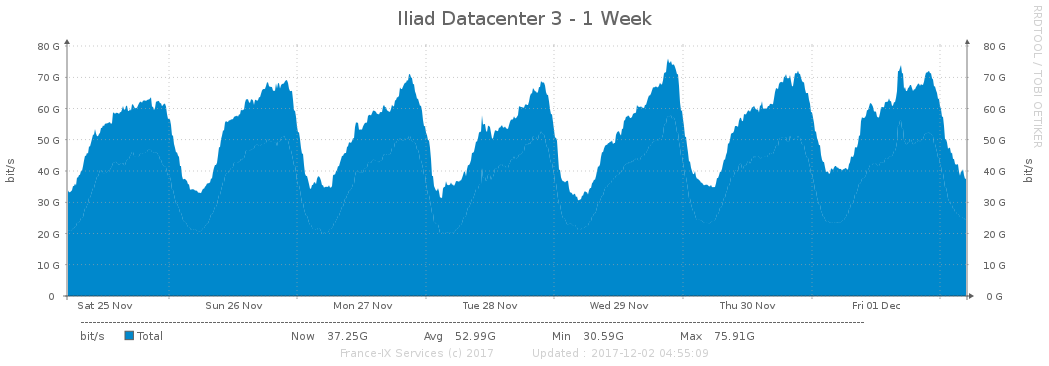 Iliad Datacenter 3 - 1 Week
RRDTOOL / TOBI OETIKER
80 G 80 G
70 G 70 G
60 G 60 G
50 G 50 G
40 G 40 G
30 G 30 G
20 G 20 G
10 G 10 G
0 0 G
bit/s bit/s
Sat 25 Nov Sun 26 Nov Mon 27 Nov Tue 28 Nov Wed 29 Nov Thu 30 Nov Fri 01 Dec
bit/s Total Now 37.25G Avg 52.99G Min 30.59G Max 75.91G
France-IX Services (c) 2017 Updated : 2017-12-02 04:55:09